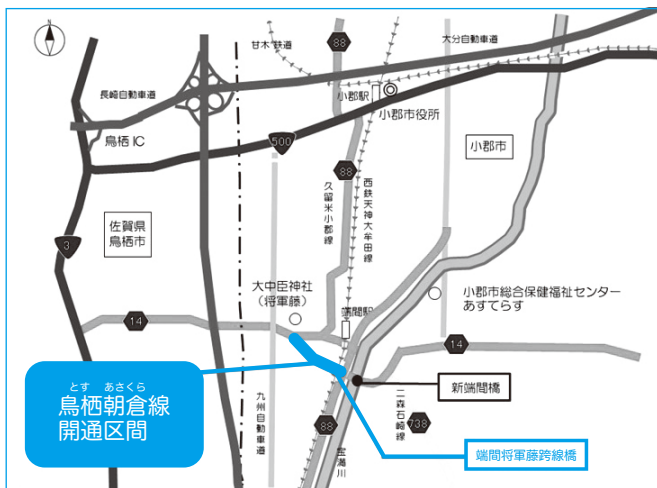 N
甘木 鉄道
88
大分自動車道
長崎自動車道
小郡駅
小郡市役所
鳥栖 IC
500
小郡市
88
久留米小郡線
西鉄天神大牟田線
佐賀県
鳥栖市
3
大中臣神社
(将軍藤)
小郡市総合保健福祉センター
あすてらす
端間駅
14
14
とす あさくら
鳥栖朝倉線
開通区間
新端間橋
九州自動車道
88
宝満川
二森石崎線
738
端間将軍藤跨線橋